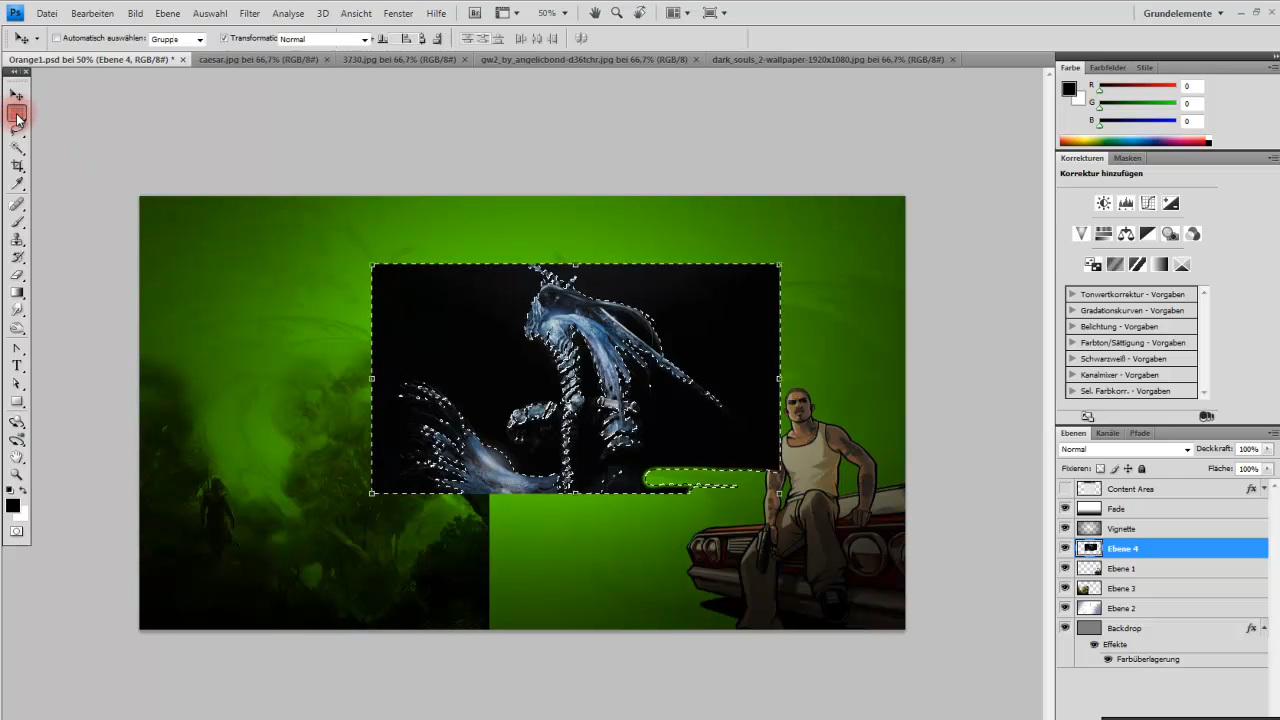 Ps Datei Bearbeiten Bild Ebene Auswahl Filter Analyse 3D Ansicht Fenster Hilfe Br 50% Grundelemente
Automatisch auswählen: Gruppe Transformatio Normal
Orange1.psd bei 50% (Ebene 4, RGB/8#) * × caesar.jpg bei 66,7% (RGB/8#) × 3730.jpg bei 66,7% (RGB/8#) × gw2_by_angelicbond-d36tchr.jpg bei 66,7% (RGB/8) × dark_souls_2-wallpaper-1920x1080.jpg bei 66,7% (RGB/8#) ×
Farbe Farbfelder Stile
R 0
G 0
B 0
Korrekturen Masken
Korrektur hinzufügen
Tonwertkorrektur - Vorgaben
Gradationskurven - Vorgaben
Belichtung - Vorgaben
Farbton/Sättigung - Vorgaben
Schwarzweiß - Vorgaben
Kanalmixer - Vorgaben
Sel. Farbkorr. - Vorgaben
Ebenen Kanäle Pfade
Normal Deckkraft: 100%
Fixieren: Fläche: 100%
Content Area fx
Fade
Vignette
Ebene 4
Ebene 1
Ebene 3
Ebene 2
Backdrop fx
Effekte
Farbüberlagerung